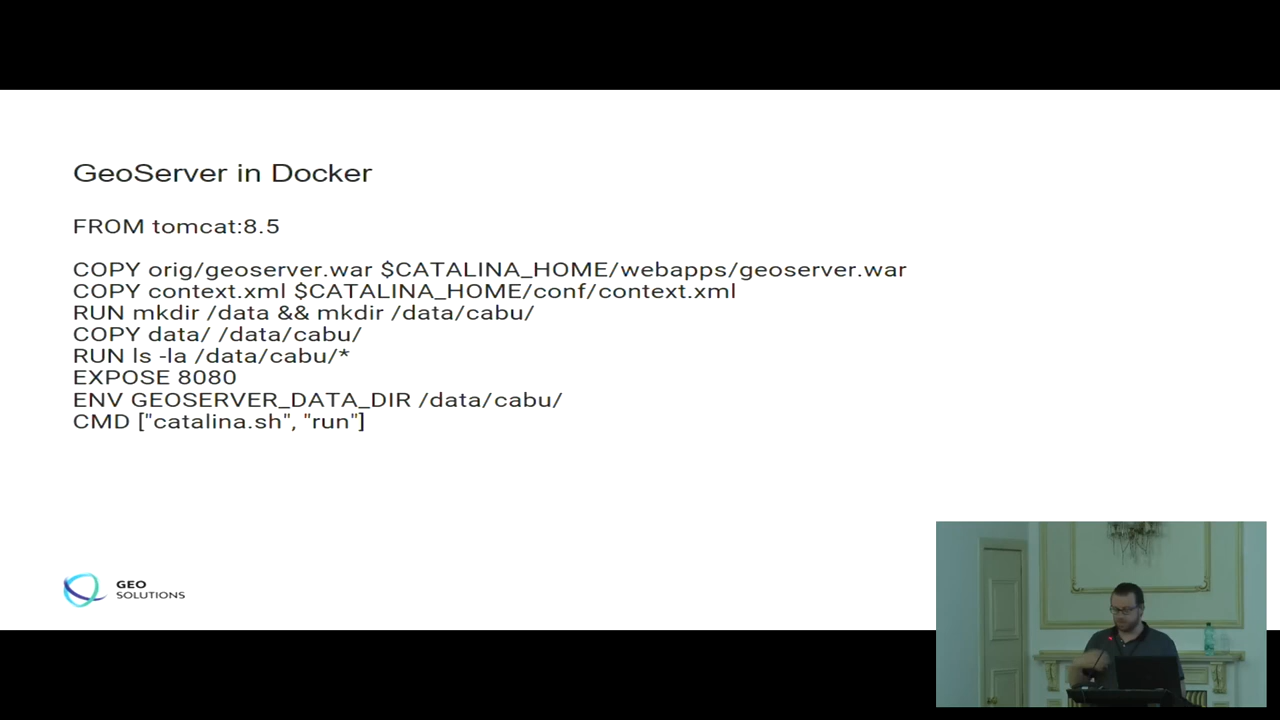 GeoServer in Docker
FROM tomcat:8.5
COPY orig/geoserver.war $CATALINA_HOME/webapps/geoserver.war
COPY context.xml $CATALINA_HOME/conf/context.xml
RUN mkdir /data && mkdir /data/cabu/
COPY data/ /data/cabu/
RUN ls -la /data/cabu/*
EXPOSE 8080
ENV GEOSERVER_DATA_DIR /data/cabu/
CMD ["catalina.sh", "run"]
GEO
SOLUTIONS